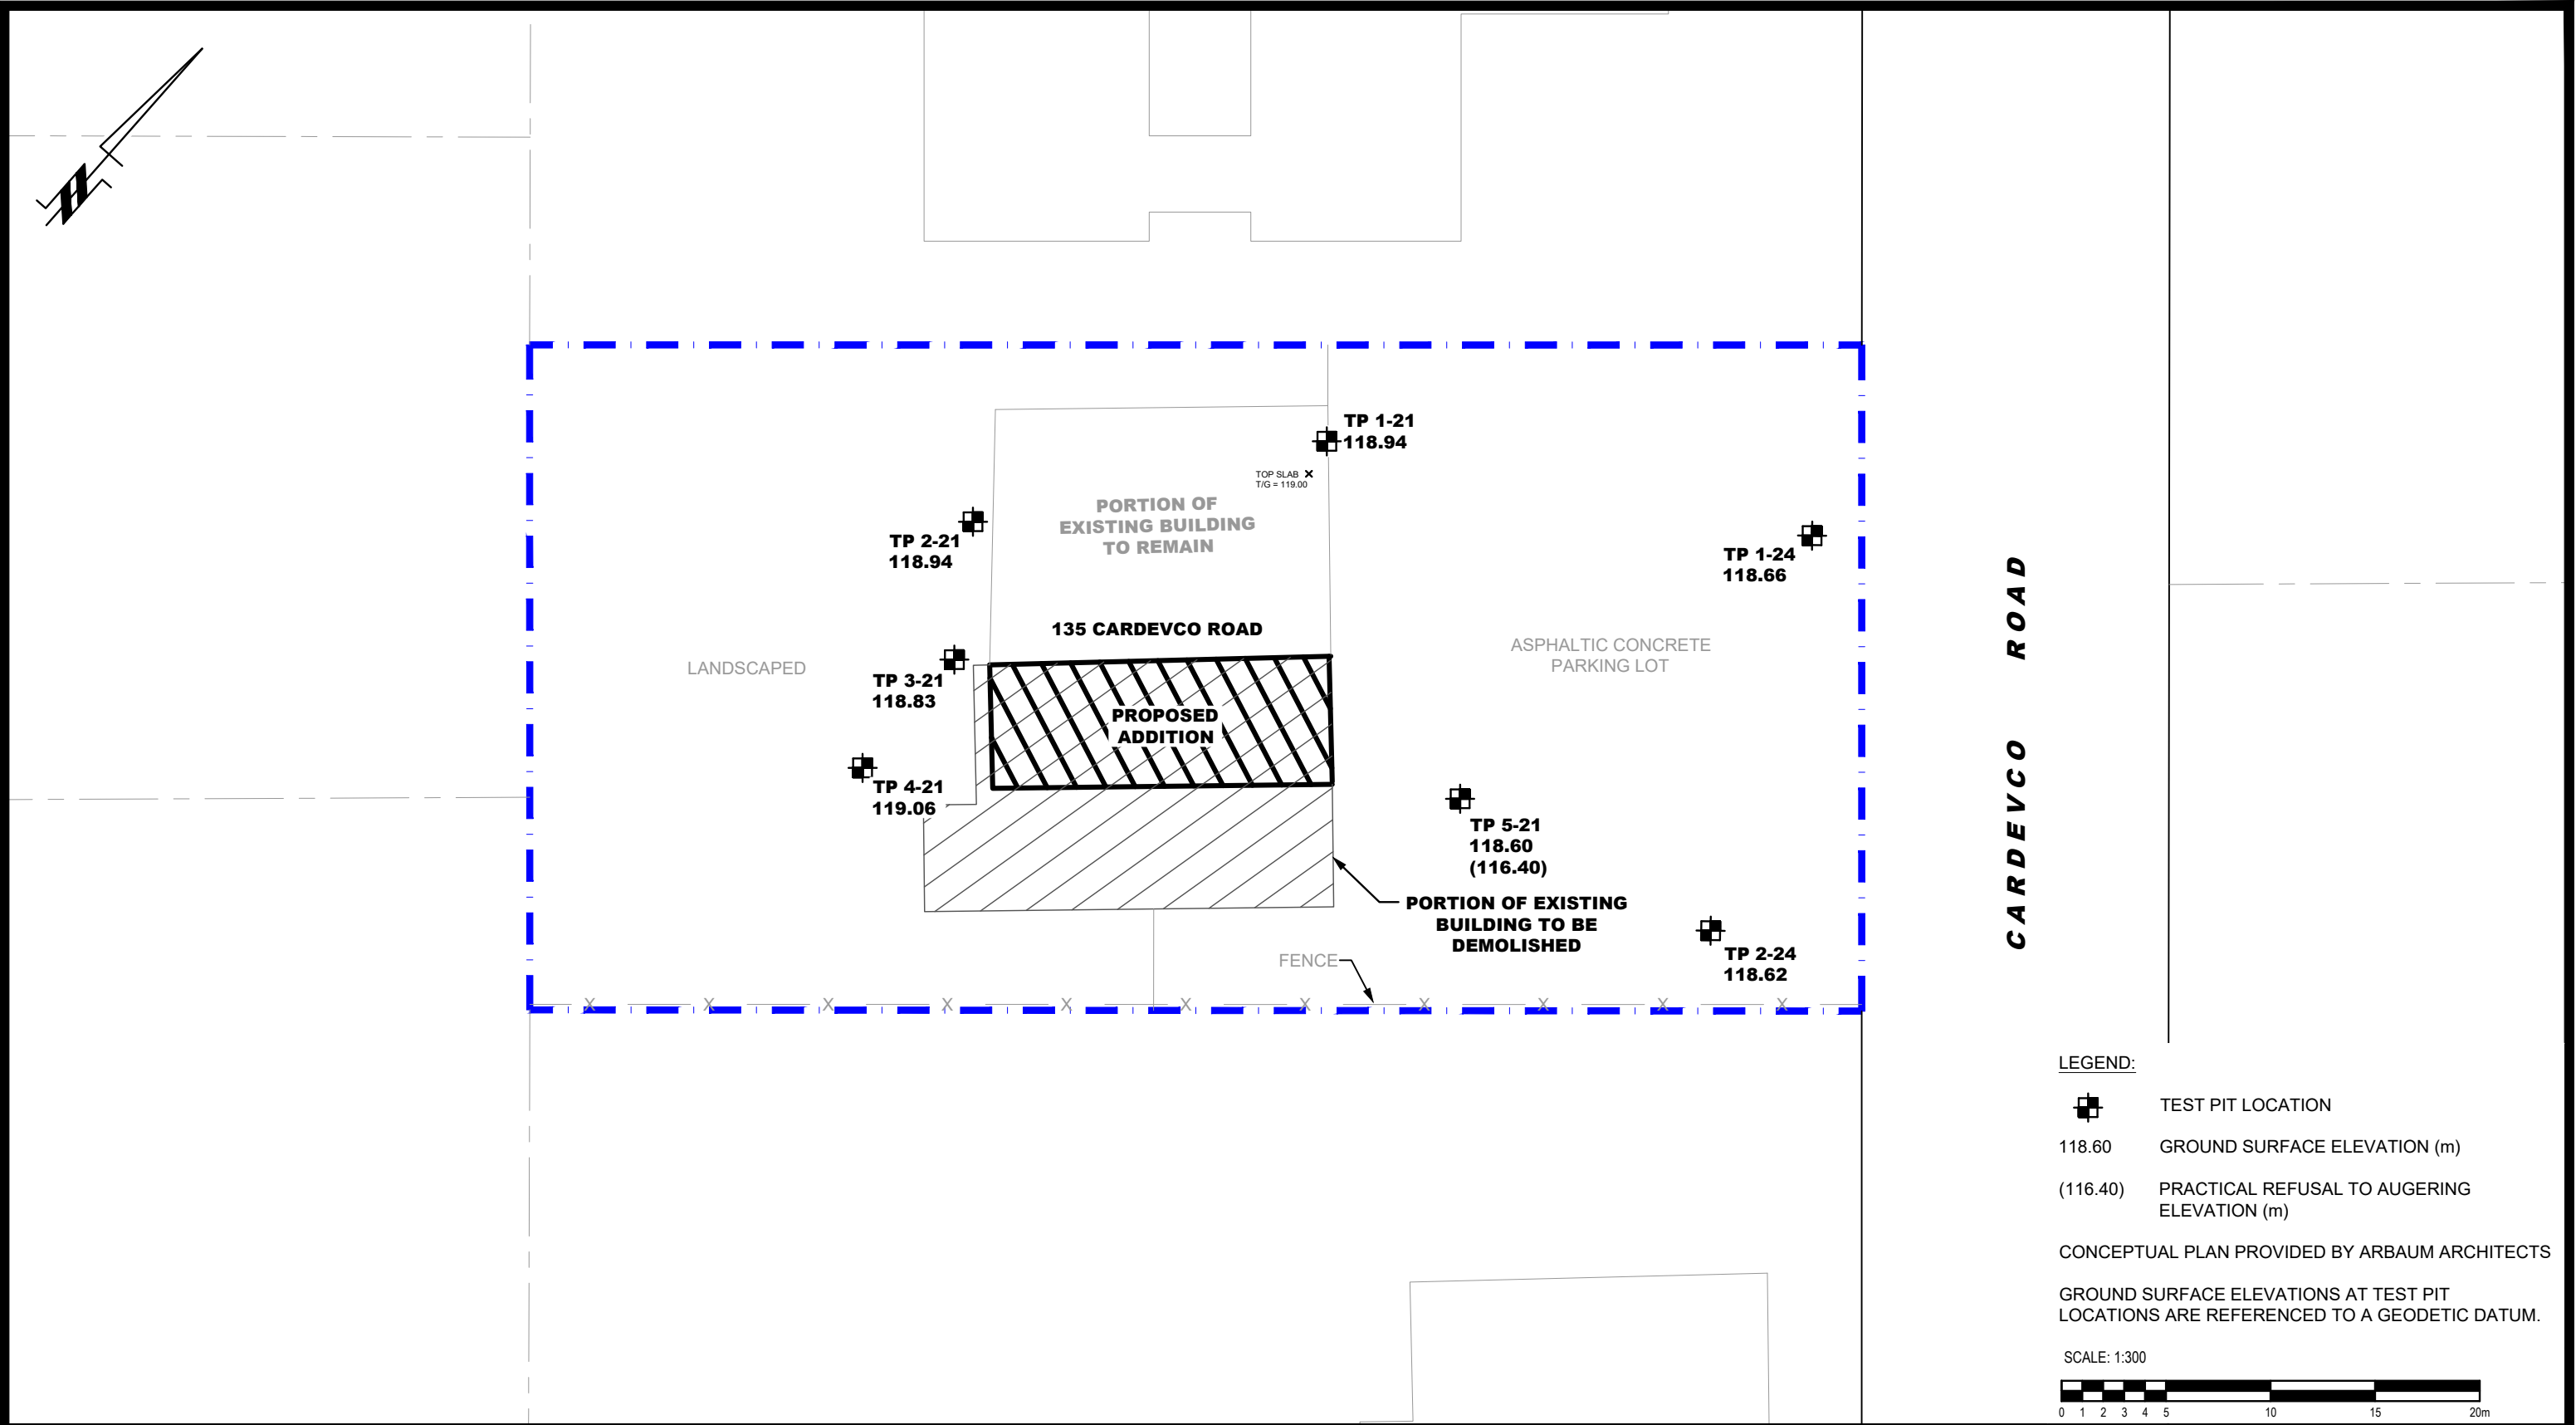 TP 1-21
118.94
TOP SLAB
T/G = 119.00
PORTION OF
EXISTING BUILDING
TO REMAIN
TP 2-21
118.94
TP 1-24
118.66
135 CARDEVCO ROAD
LANDSCAPED
TP 3-21
118.83
ASPHALTIC CONCRETE
PARKING LOT
PROPOSED
ADDITION
TP 4-21
119.06
TP 5-21
118.60
(116.40)
PORTION OF EXISTING
BUILDING TO BE
DEMOLISHED
FENCE
TP 2-24
118.62
X X X X X X X X X X X
CARDEVCO ROAD
LEGEND:
TEST PIT LOCATION
118.60 GROUND SURFACE ELEVATION (m)
(116.40) PRACTICAL REFUSAL TO AUGERING
ELEVATION (m)
CONCEPTUAL PLAN PROVIDED BY ARBAUM ARCHITECTS
GROUND SURFACE ELEVATIONS AT TEST PIT
LOCATIONS ARE REFERENCED TO A GEODETIC DATUM.
SCALE: 1:300
0 1 2 3 4 5 10 15 20m